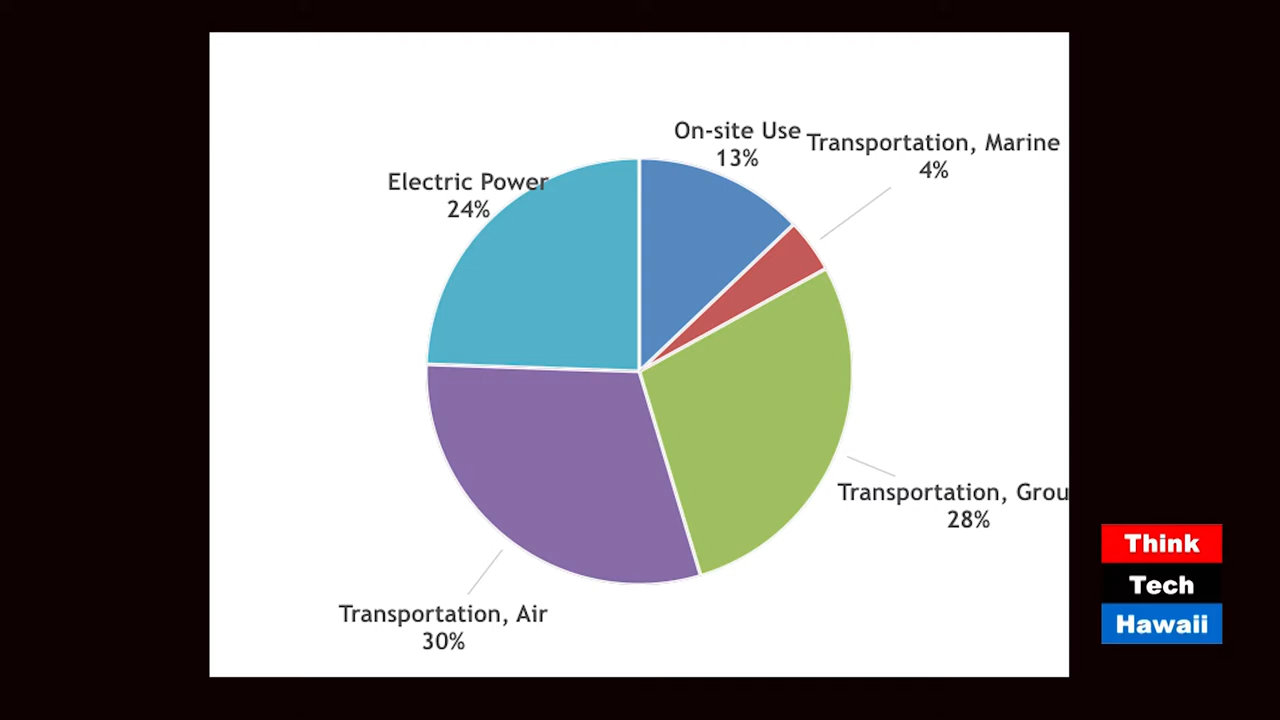 On-site Use
13%
Transportation, Marine
4%
Electric Power
24%
Transportation, Grou
28%
Transportation, Air
30%
Think
Tech
Hawaii